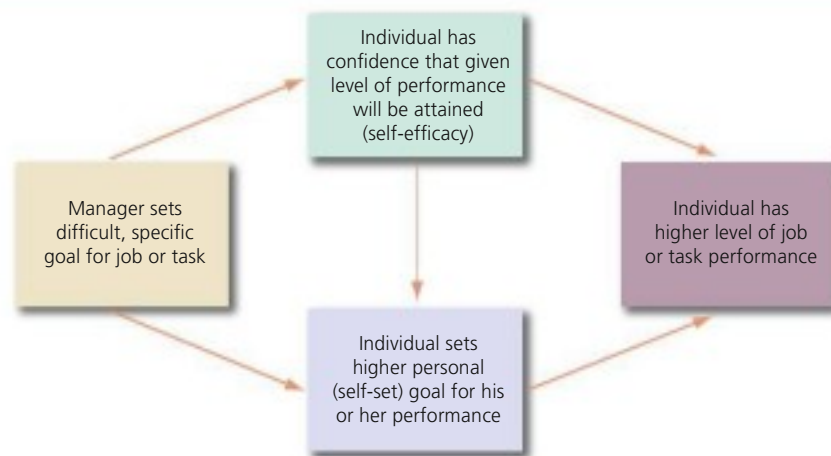 Individual has
confidence that given
level of performance
will be attained
(self-efficacy)
Manager sets
difficult, specific
goal for job or task
Individual has
higher level of job
or task performance
Individual sets
higher personal
(self-set) goal for his
or her performance